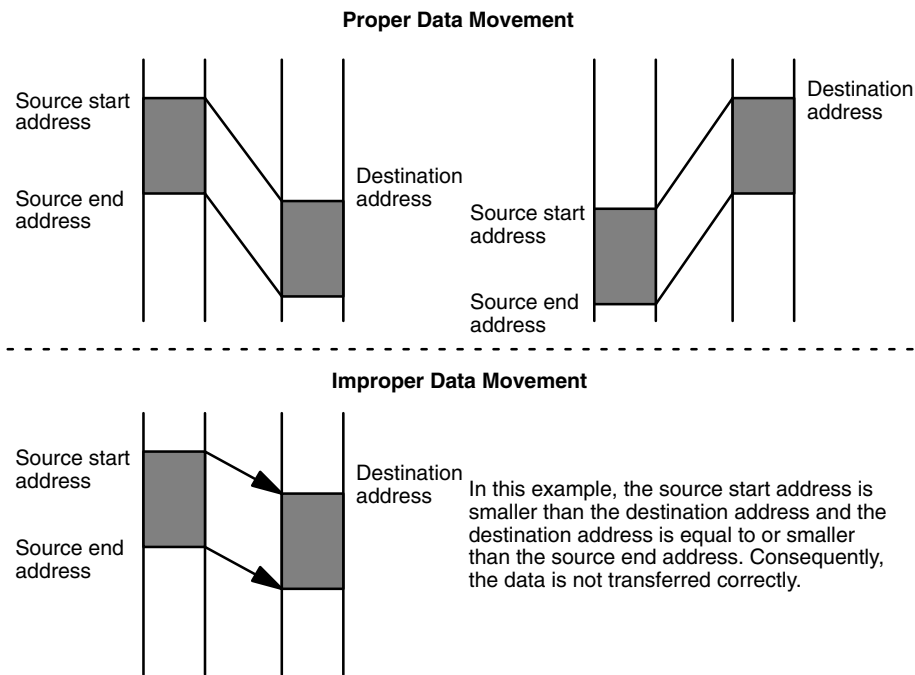 Proper Data Movement
Source start
address
Source end
address
Destination
address
Destination
address
Source start
address
Source end
address
Improper Data Movement
Source start
address
Source end
address
Destination
address
In this example, the source start address is
smaller than the destination address and the
destination address is equal to or smaller
than the source end address. Consequently,
the data is not transferred correctly.